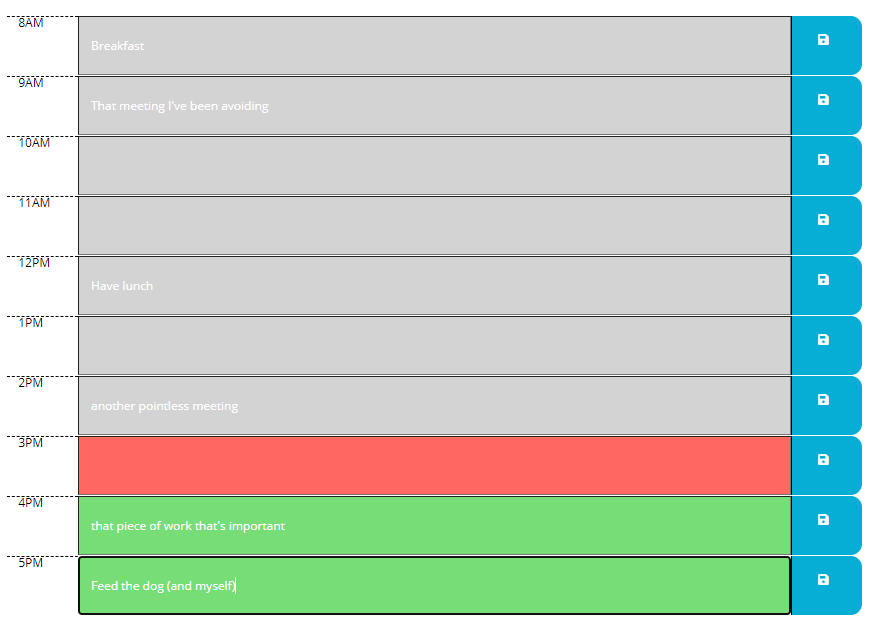 8AM
Breakfast
9AM
That meeting I've been avoiding
10AM
11AM
12PM
Have lunch
1PM
2PM
another pointless meeting
3PM
4PM
that piece of work that's important
5PM
Feed the dog (and myself)